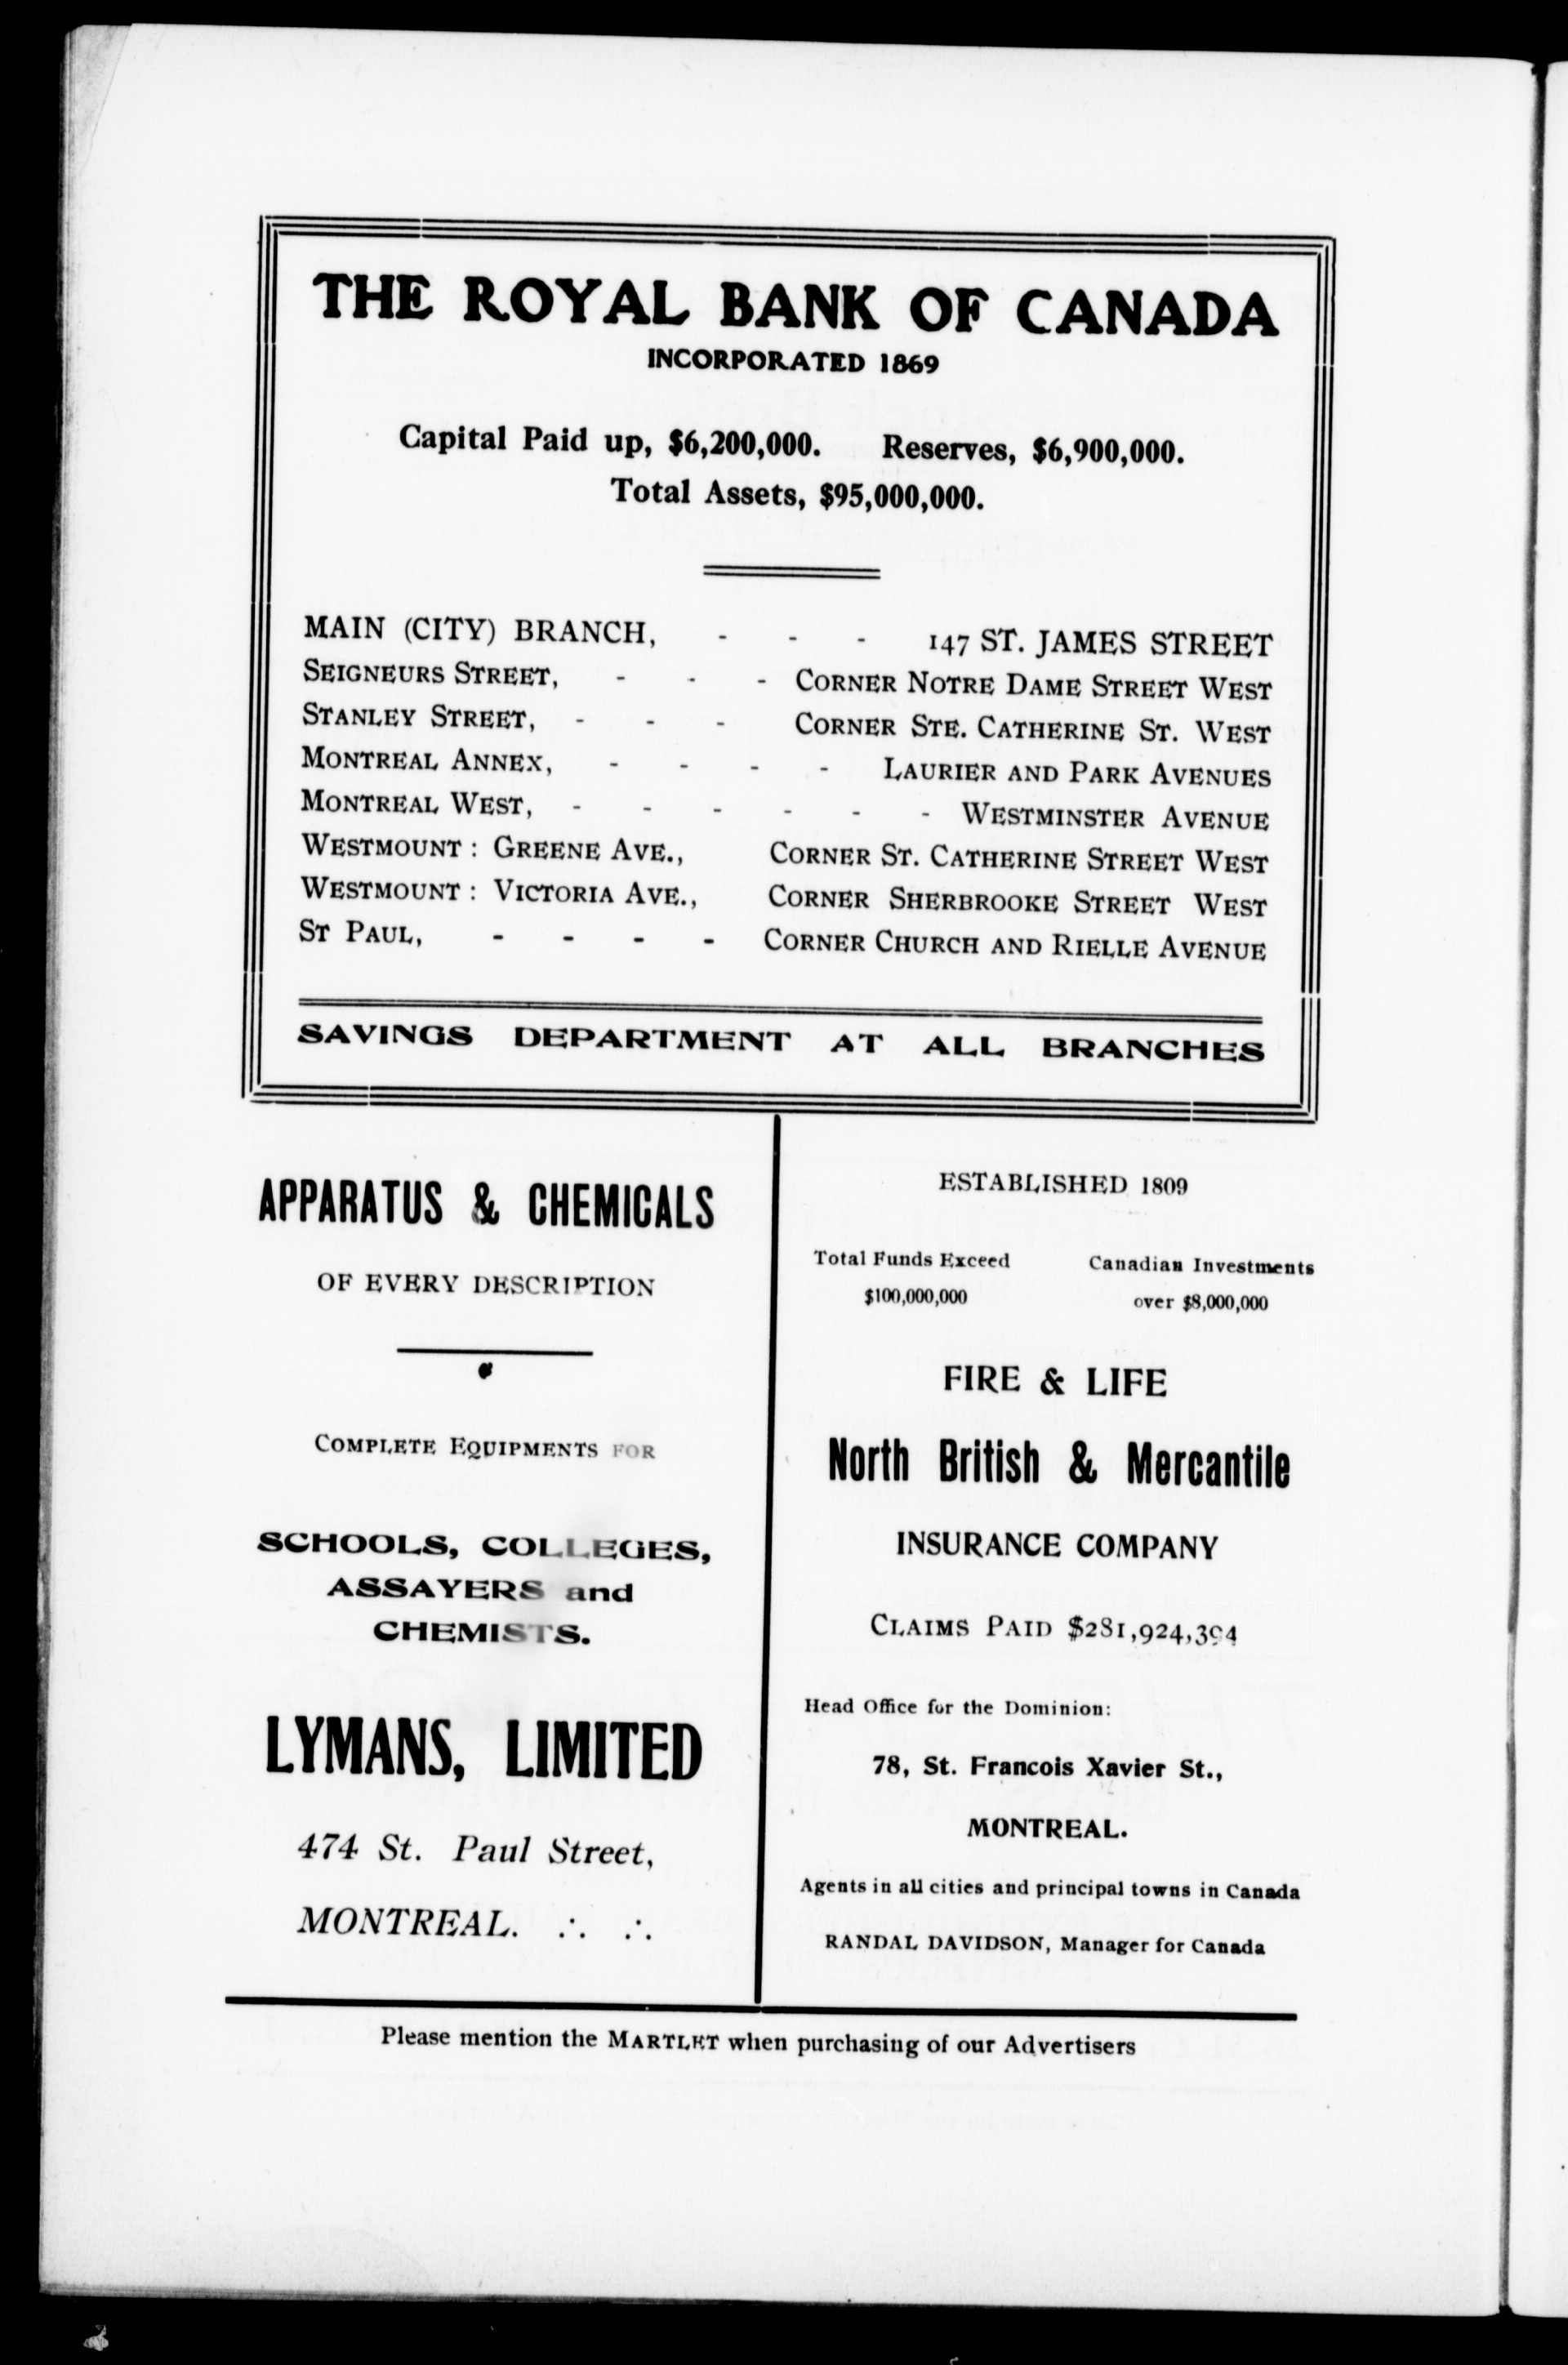 THE ROYAL BANK OF CANADA
INCORPORATED 1869
Capital Paid up, $6,200,000. Reserves, $6,900,000.
Total Assets, $95,000,000.
MAIN (CITY) BRANCH, - - - 147 ST. JAMES STREET
SEIGNEURS STREET, - - - CORNER NOTRE DAME STREET WEST
STANLEY STREET, - - - CORNER STE. CATHERINE ST. WEST
MONTREAL ANNEX, - - - - LAURIER AND PARK AVENUES
MONTREAL WEST, - - - - - - WESTMINSTER AVENUE
WESTMOUNT : GREENE AVE., CORNER ST. CATHERINE STREET WEST
WESTMOUNT : VICTORIA AVE., CORNER SHERBROOKE STREET WEST
ST PAUL, - - - - CORNER CHURCH AND RIELLE AVENUE
SAVINGS DEPARTMENT AT ALL BRANCHES
APPARATUS & CHEMICALS
OF EVERY DESCRIPTION
COMPLETE EQUIPMENTS FOR
SCHOOLS, COLLEGES,
ASSAYERS and
CHEMISTS.
LYMANS, LIMITED
474 St. Paul Street,
MONTREAL. ∴ ∴
ESTABLISHED 1809
Total Funds Exceed Canadian Investments
$100,000,000 over $8,000,000
FIRE & LIFE
North British & Mercantile
INSURANCE COMPANY
CLAIMS PAID
Head Office for the Dominion:
78, St. Francois Xavier St.,
MONTREAL.
Agents in all cities and principal towns in Canada
RANDAL DAVIDSON, Manager for Canada
Please mention the MARTLET when purchasing of our Advertisers